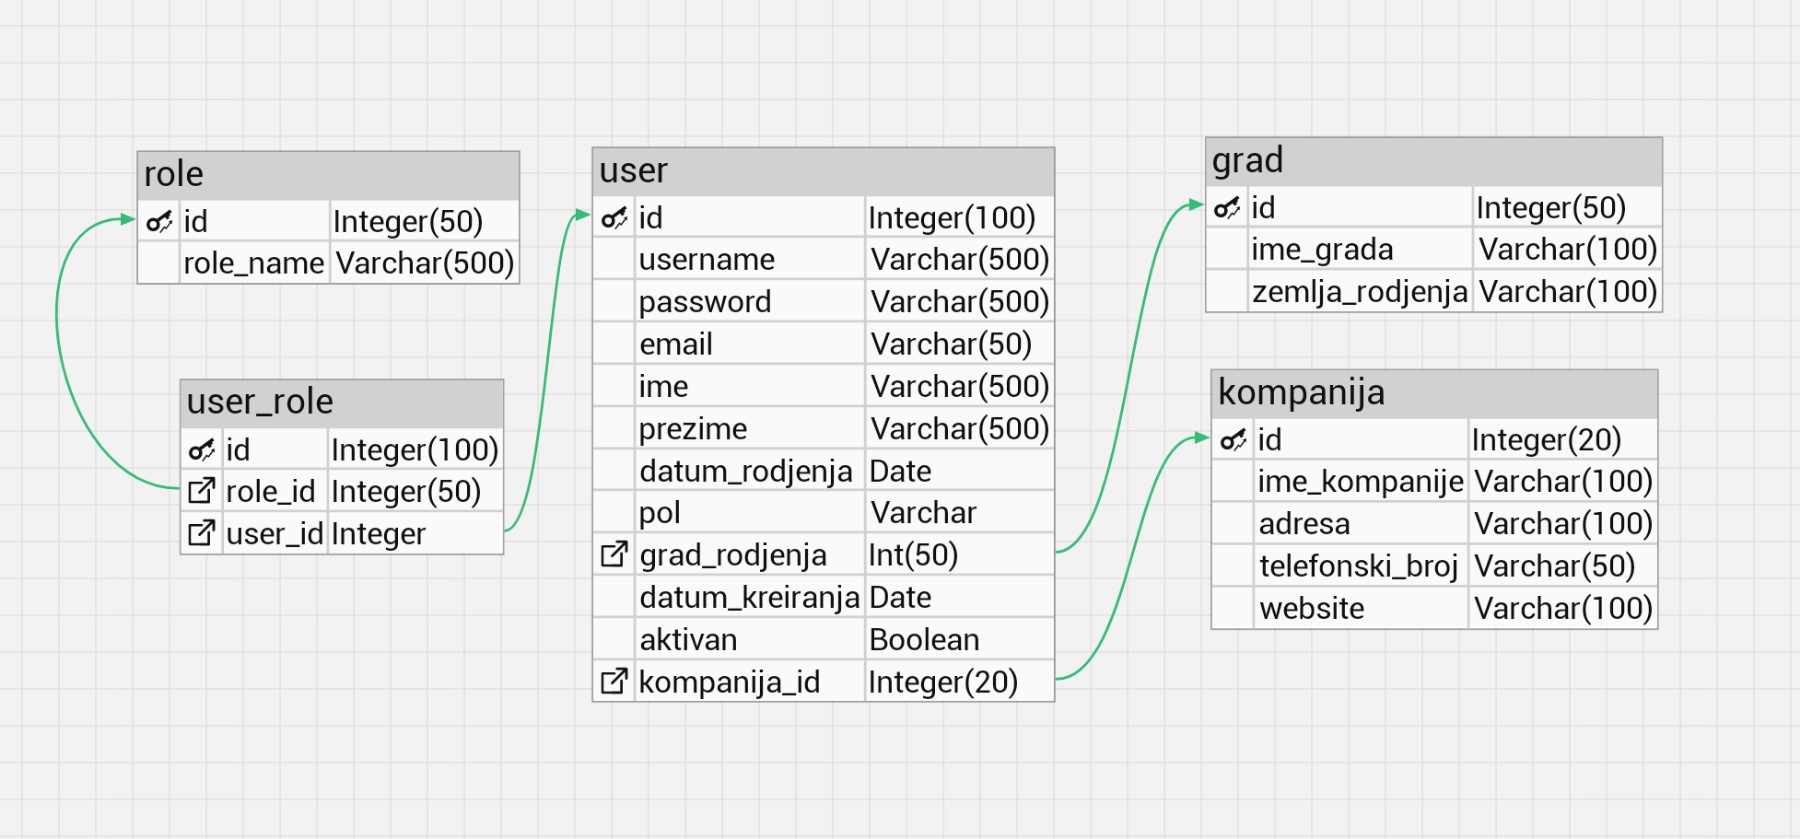 role
id Integer(50)
role_name Varchar(500)
user_role
id Integer(100)
role_id Integer(50)
user_id Integer
user
id Integer(100)
username Varchar(500)
password Varchar(500)
email Varchar(50)
ime Varchar(500)
prezime Varchar(500)
datum_rodjenja Date
pol Varchar
grad_rodjenja Int(50)
datum_kreiranja Date
aktivan Boolean
kompanija_id Integer(20)
grad
id Integer(50)
ime_grada Varchar(100)
zemlja_rodjenja Varchar(100)
kompanija
id Integer(20)
ime_kompanije Varchar(100)
adresa Varchar(100)
telefonski_broj Varchar(50)
website Varchar(100)